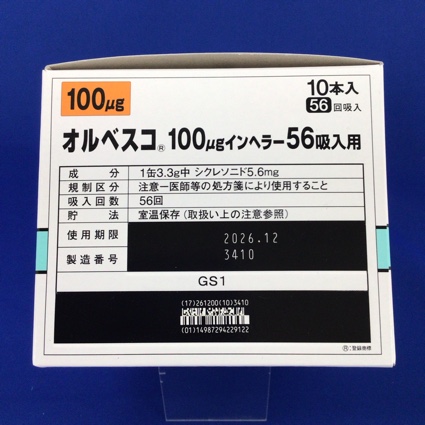 100μg
10本入
56回吸入
オルベスコ® 100μgインヘラー56吸入用
成分 1缶3.3g中 シクレソニド5.6mg
規制区分 注意－医師等の処方箋により使用すること
吸入回数 56回
貯法 室温保存(取扱い上の注意参照)
使用期限 2026.12
製造番号 3410
GS1
(17)261200(10)3410
(01)14987294229122
®:登録商標